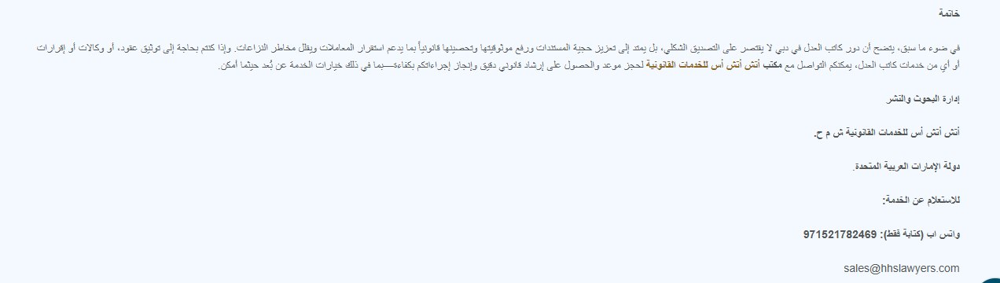 خاتمة
في ضوء ما سبق، يتضح أن دور كاتب العدل في دبي لا يقتصر على التصديق الشكلي، بل يمتد إلى تعزيز حجية المستندات ورفع موثوقيتها وتحصينها قانونياً بما يدعم استقرار المعاملات ويقلل مخاطر النزاعات. وإذا كنتم بحاجة إلى توثيق عقود، أو وكالات أو إقرارات
أو أيٍ من خدمات كاتب العدل، يمكنكم التواصل مع مكتب أتش أتش أس للخدمات القانونية لحجز موعد والحصول على إرشاد قانوني دقيق وإنجاز إجراءاتكم بكفاءة—بما في ذلك خيارات الخدمة عن بُعد حيثما أمكن.
إدارة البحوث والنشر
أتش أتش أس للخدمات القانونية ش م ح.
دولة الإمارات العربية المتحدة.
للاستعلام عن الخدمة:
واتس اب (كتابة فقط): 971521782469
sales@hhslawyers.com